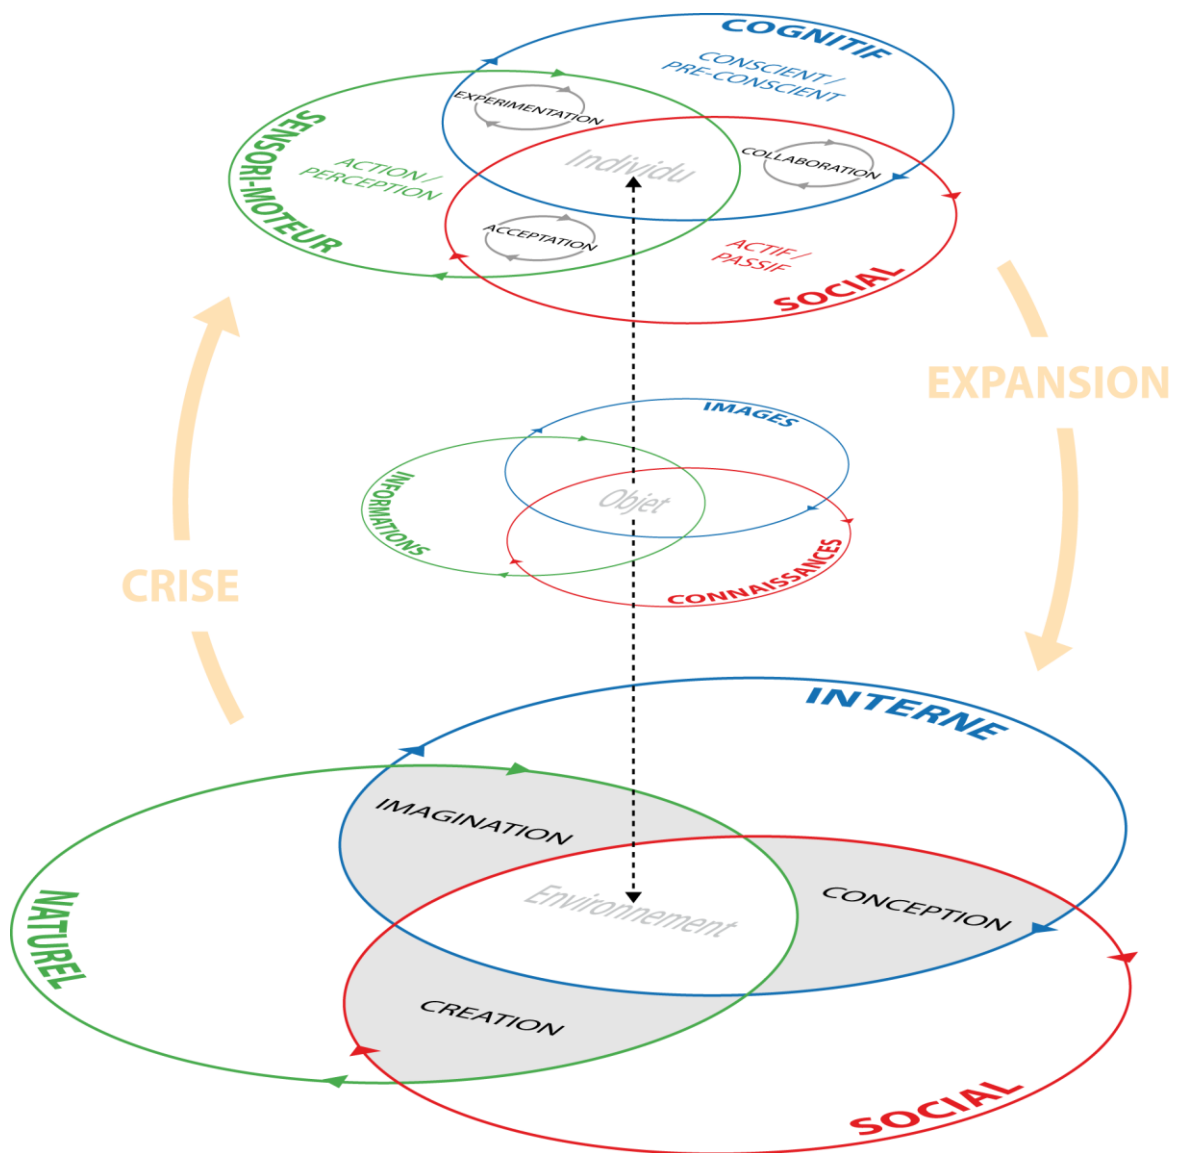 COGNITIF
CONSCIENT /
PRE-CONSCIENT
EXPERIMENTATION
SENSORI-MOTEUR
ACTION /
PERCEPTION
Individu
COLLABORATION
ACCEPTATION
ACTIF /
PASSIF
SOCIAL
EXPANSION
IMAGES
INFORMATIONS
Objet
CONNAISSANCES
CRISE
INTERNE
IMAGINATION
NATUREL
Environnement
CONCEPTION
CREATION
SOCIAL